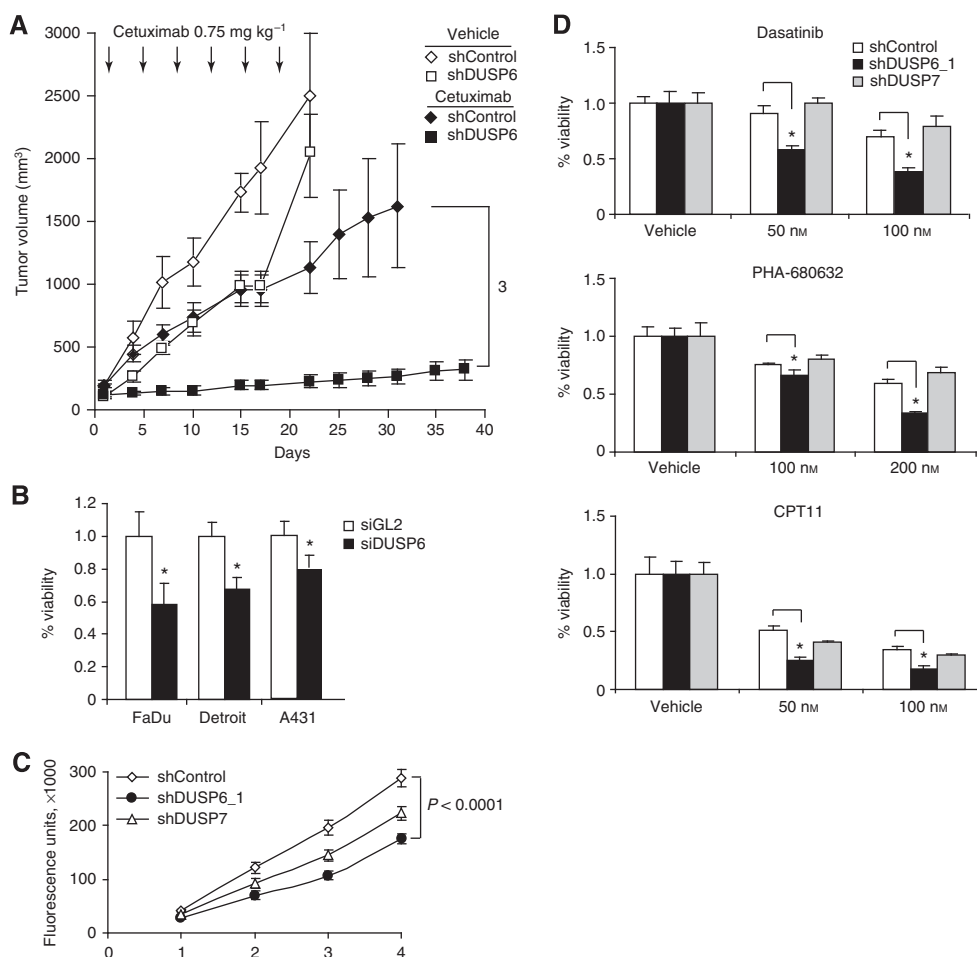 A
Cetuximab 0.75 mg kg⁻¹
Vehicle
shControl
shDUSP6
Cetuximab
shControl
shDUSP6
3000
2500
2000
1500
1000
500
0
Tumor volume (mm³)
3
0 5 10 15 20 25 30 35 40
Days
B
1.2
1.0
0.8
0.6
0.4
0.2
0
% viability
siGL2
siDUSP6
* * *
FaDu Detroit A431
C
shControl
shDUSP6_1
shDUSP7
300
200
100
0
Fluorescence units, ×1000
P < 0.0001
0 1 2 3 4
D
Dasatinib
shControl
shDUSP6_1
shDUSP7
1.5
1.0
0.5
0
% viability
* *
Vehicle 50 nM 100 nM
PHA-680632
1.5
1.0
0.5
0
% viability
* *
Vehicle 100 nM 200 nM
CPT11
1.5
1.0
0.5
0
% viability
* *
Vehicle 50 nM 100 nM